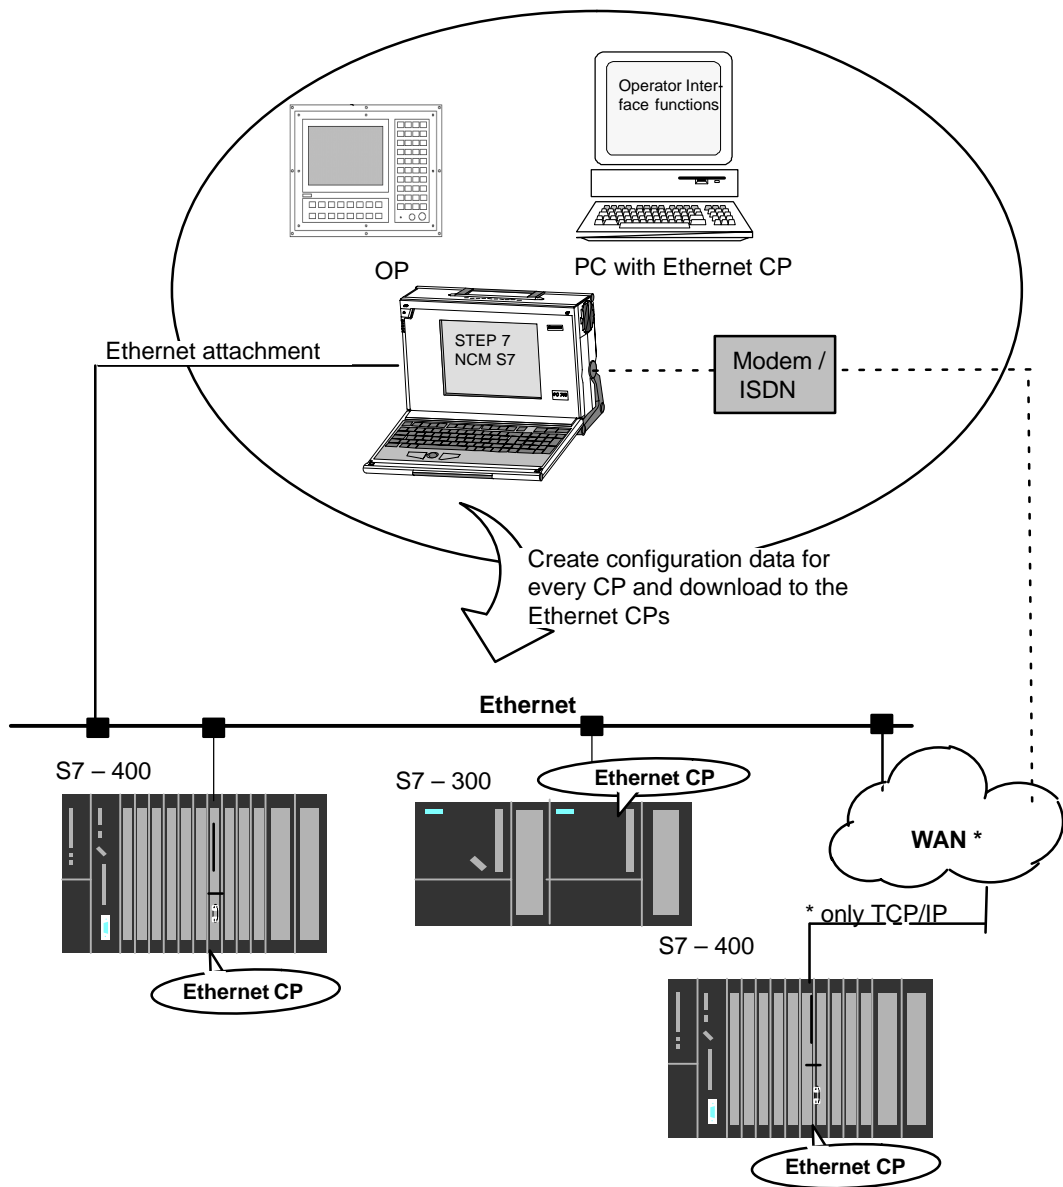 Operator Inter-
face functions
OP
PC with Ethernet CP
Ethernet attachment
STEP 7
NCM S7
Modem /
ISDN
Create configuration data for
every CP and download to the
Ethernet CPs
Ethernet
S7 – 400
S7 – 300
Ethernet CP
WAN *
* only TCP/IP
S7 – 400
Ethernet CP
Ethernet CP